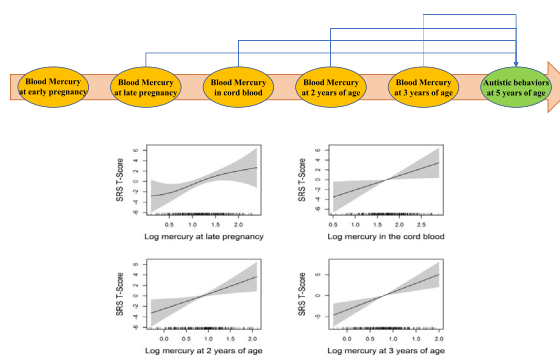 Blood Mercury
at early pregnancy
Blood Mercury
at late pregnancy
Blood Mercury
in cord blood
Blood Mercury
at 2 years of age
Blood Mercury
at 3 years of age
Autistic behaviors
at 5 years of age
SRS T-Score
6
4
2
0
-2
-4
-6
0.5
1.0
1.5
2.0
Log mercury at late pregnancy
SRS T-Score
6
4
2
0
-2
-4
-6
0.5
1.0
1.5
2.0
2.5
Log mercury in the cord blood
SRS T-Score
6
4
2
0
-2
-4
-6
0.0
0.5
1.0
1.5
2.0
Log mercury at 2 years of age
SRS T-Score
5
0
-5
0.0
0.5
1.0
1.5
2.0
Log mercury at 3 years of age